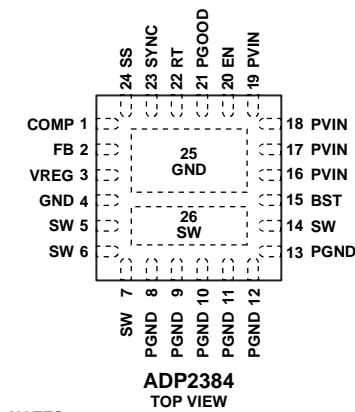 24 SS
23 SYNC
22 RT
21 PGOOD
20 EN
19 PVIN
COMP 1
FB 2
VREG 3
GND 4
SW 5
SW 6
25
GND
26
SW
18 PVIN
17 PVIN
16 PVIN
15 BST
14 SW
13 PGND
SW 7
PGND 8
PGND 9
PGND 10
PGND 11
PGND 12
ADP2384
TOP VIEW